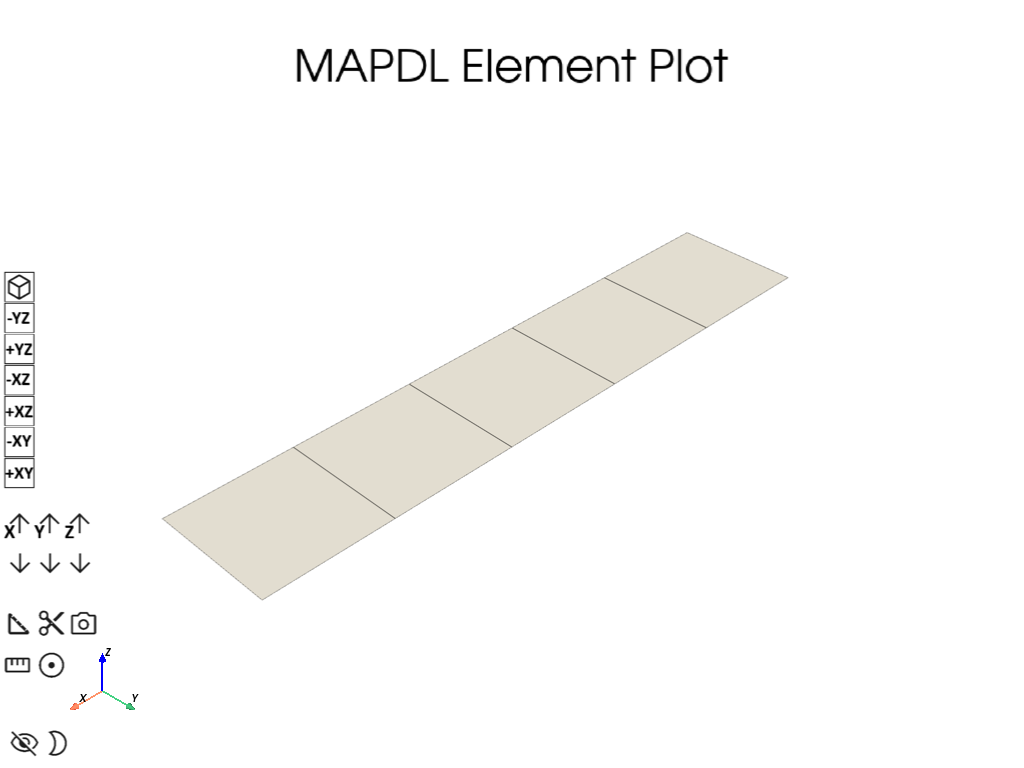 MAPDL Element Plot
-YZ
+YZ
-XZ
+XZ
-XY
+XY
X Y Z
Z
X Y